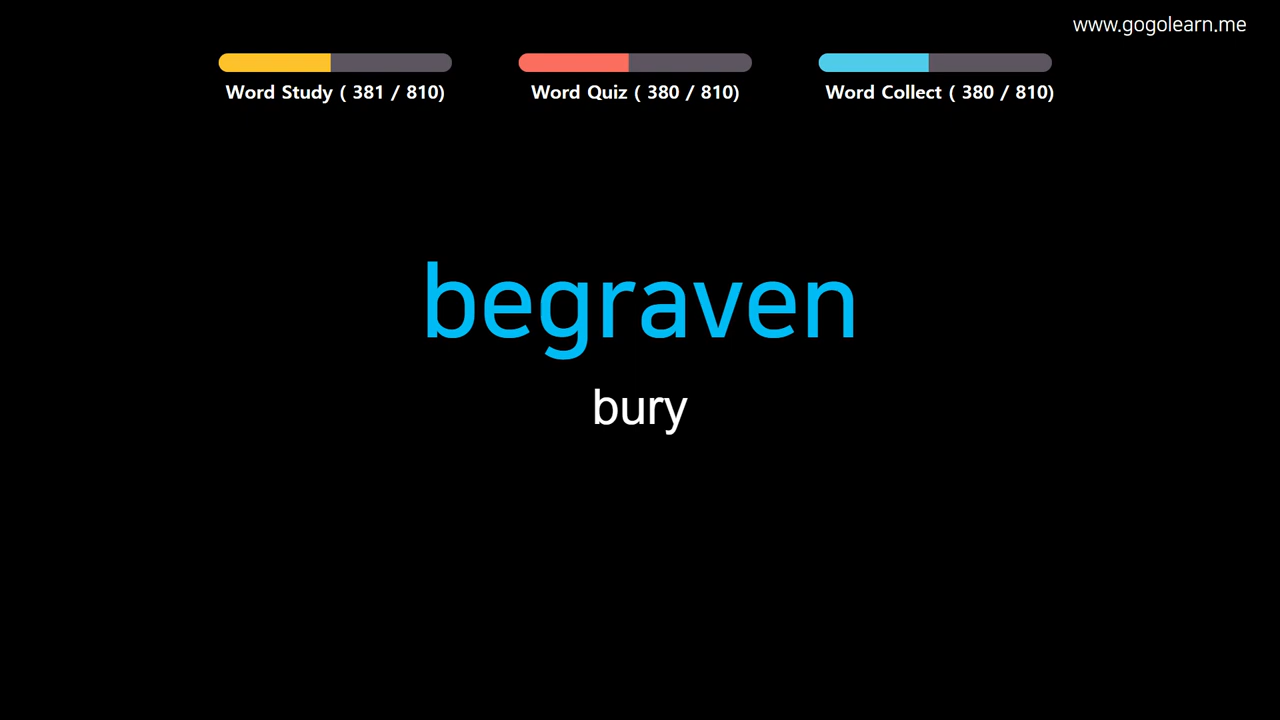 www.gogolearn.me
Word Study ( 381 / 810)
Word Quiz ( 380 / 810)
Word Collect ( 380 / 810)
begraven
bury